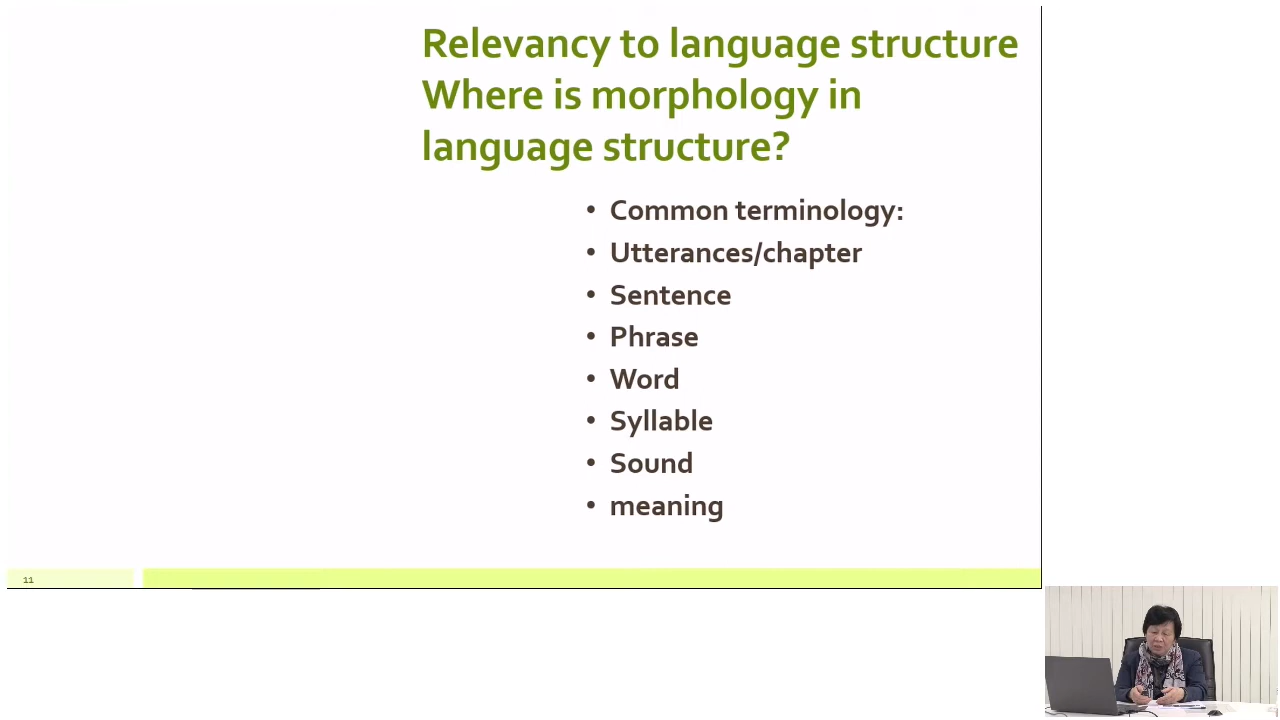 Relevancy to language structure
Where is morphology in
language structure?
• Common terminology:
• Utterances/chapter
• Sentence
• Phrase
• Word
• Syllable
• Sound
• meaning
11